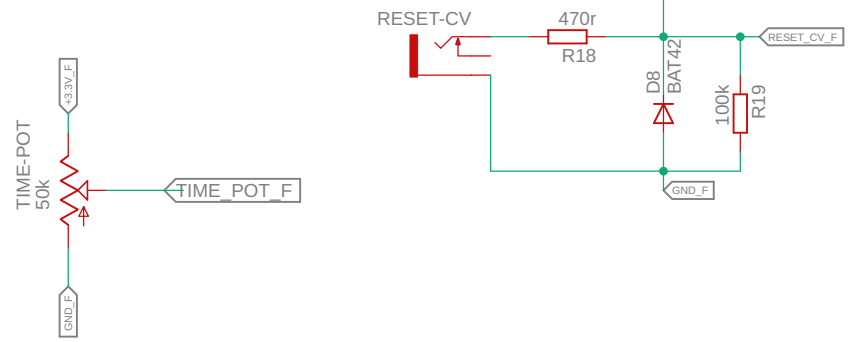 RESET-CV
470r
R18
RESET_CV_F
D8
BAT42
100k
R19
GND_F
+3.3V_F
TIME-POT
50k
TIME_POT_F
GND_F